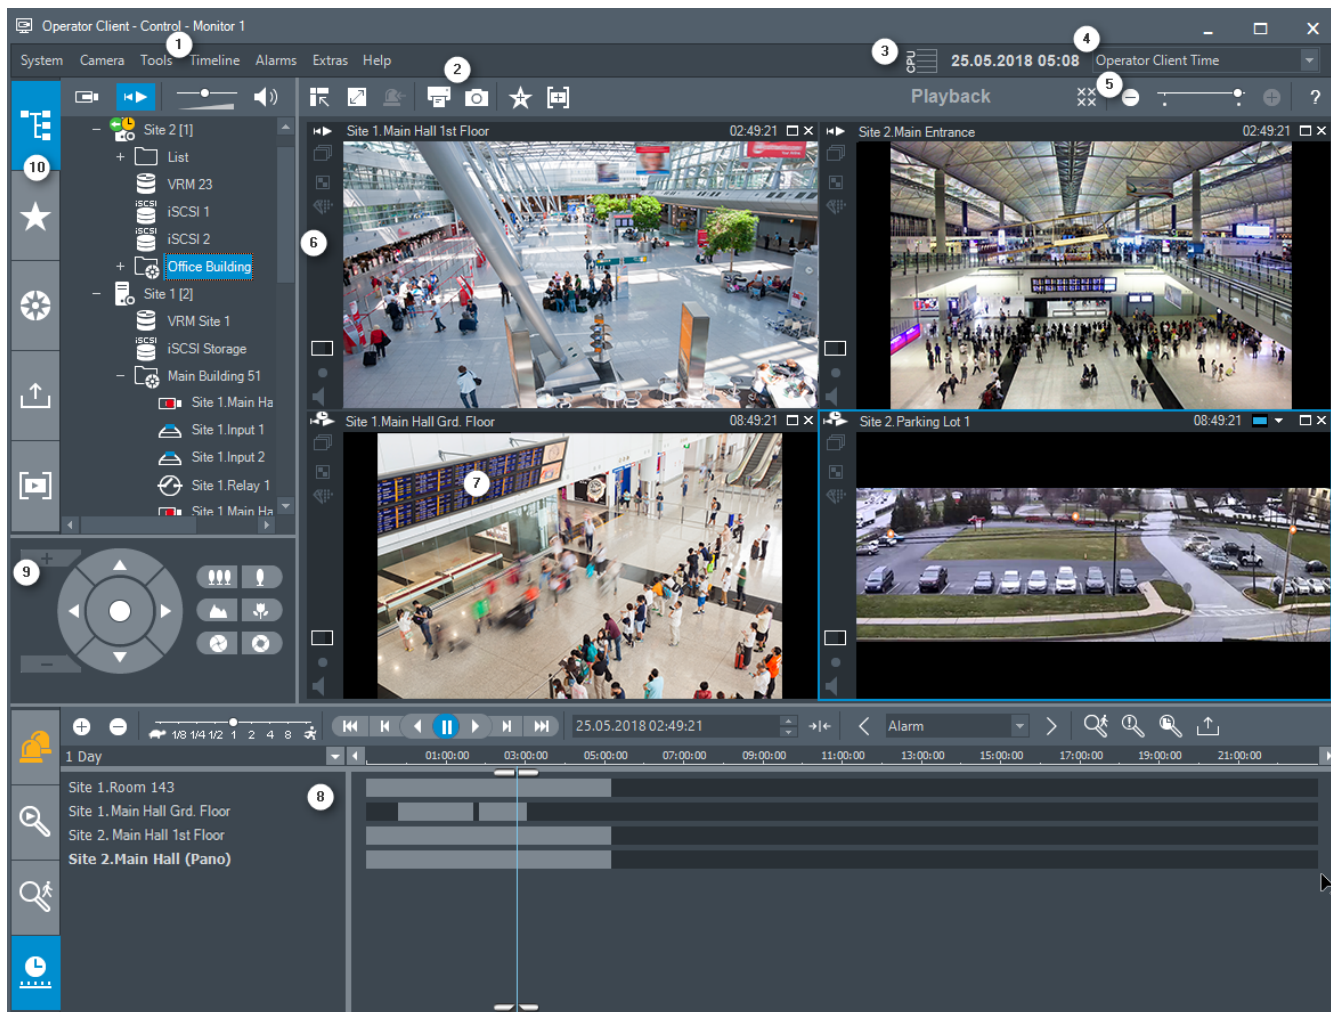 Operator Client - Control - Monitor 1
1
System Camera Tools Timeline Alarms Extras Help
2
3
CPU
25.05.2018 05:08
4
Operator Client Time
5
Playback
?
10
Site 2 [1]
List
VRM 23
iSCSI 1
iSCSI 2
Office Building
Site 1 [2]
VRM Site 1
iSCSI Storage
Main Building 51
Site 1.Main Ha
Site 1.Input 1
Site 1.Input 2
Site 1.Relay 1
Site 1.Main Ha
Site 1.Main Hall 1st Floor 02:49:21
Site 2.Main Entrance 02:49:21
6
Site 1.Main Hall Grd. Floor 08:49:21
Site 2.Parking Lot 1 08:49:21
7
9
1/8 1/4 1/2 1 2 4 8
25.05.2018 02:49:21
Alarm
1 Day
01:00:00 03:00:00 05:00:00 07:00:00 09:00:00 11:00:00 13:00:00 15:00:00 17:00:00 19:00:00 21:00:00
8
Site 1.Room 143
Site 1.Main Hall Grd. Floor
Site 2. Main Hall 1st Floor
Site 2.Main Hall (Pano)